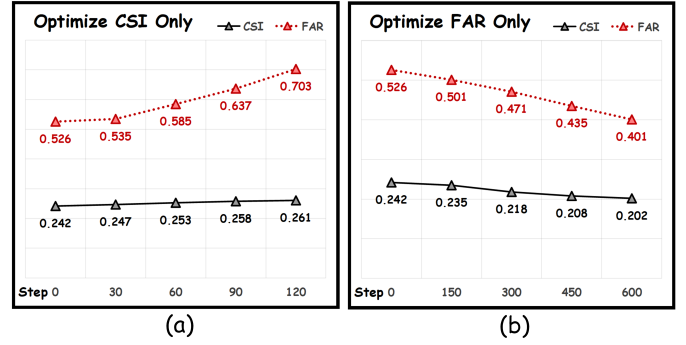 Optimize CSI Only
CSI FAR
0.703
0.637
0.585
0.526 0.535
0.242 0.247 0.253 0.258 0.261
Step 0 30 60 90 120
(a)
Optimize FAR Only
CSI FAR
0.526 0.501 0.471 0.435 0.401
0.242 0.235 0.218 0.208 0.202
Step 0 150 300 450 600
(b)